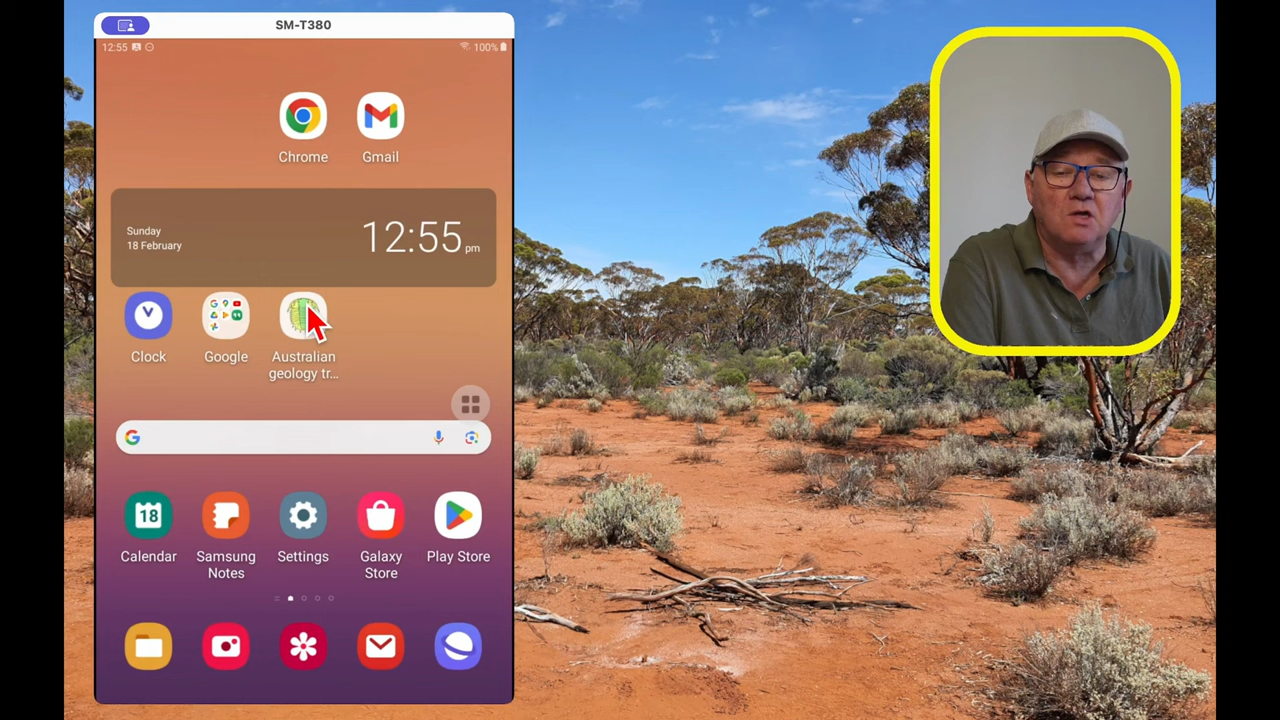 SM-T380
12:55
100%
Chrome
Gmail
Sunday
18 February
12:55 pm
Clock
Google
Australian
geology tr...
18
Calendar
Samsung
Notes
Settings
Galaxy
Store
Play Store